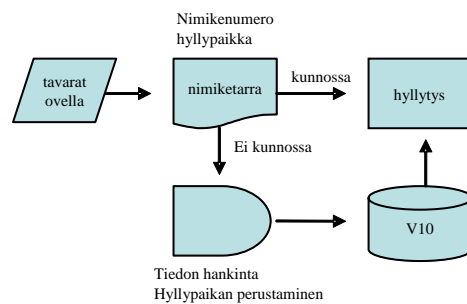 Nimikenumero
hyllypaikka
tavarat
ovella
nimiketarra
kunnossa
hyllytys
Ei kunnossa
V10
Tiedon hankinta
Hyllypaikan perustaminen